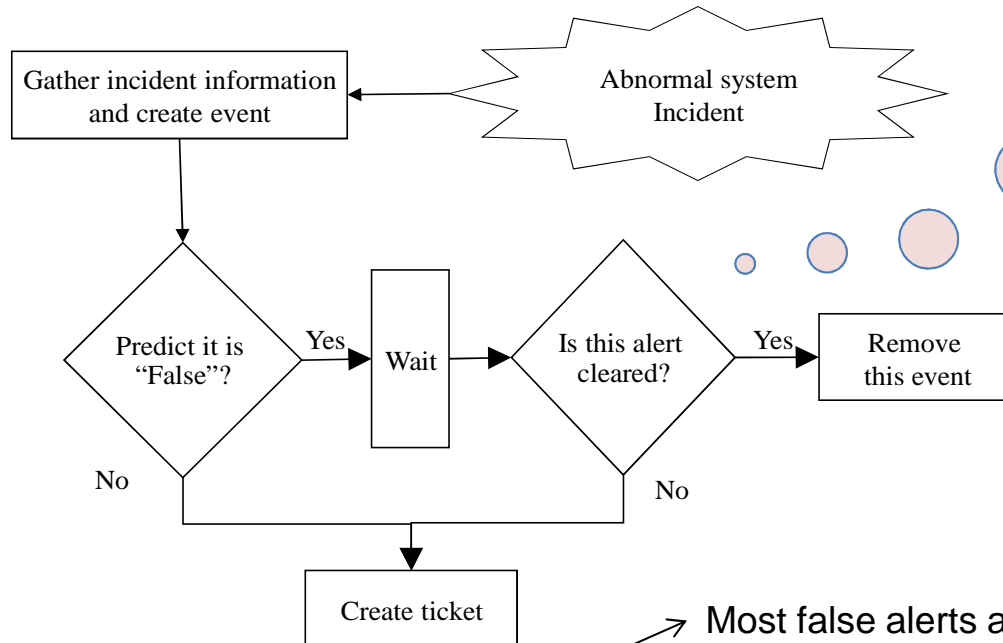 Abnormal system
Incident
Gather incident information
and create event
Predict it is
“False”?
Yes
Wait
Is this alert
cleared?
Yes
Remove
this event
No
No
Create ticket
Most false alerts a